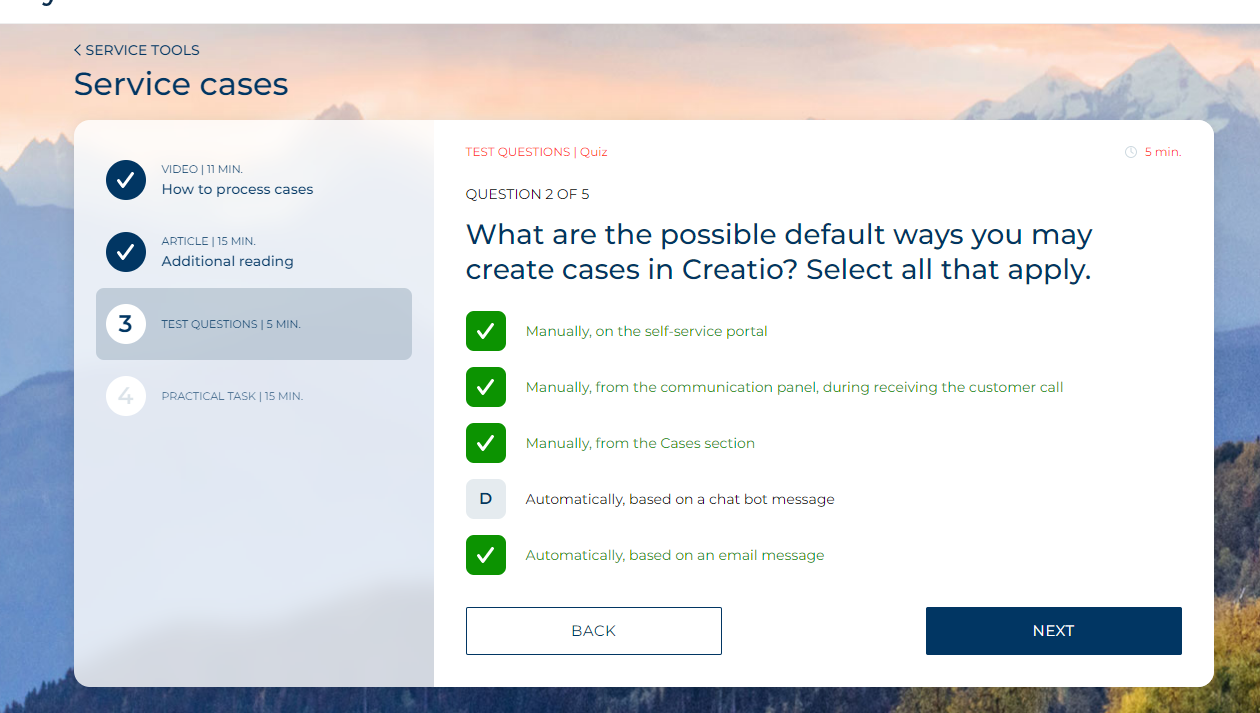 SERVICE TOOLS
Service cases
VIDEO | 11 MIN.
How to process cases
ARTICLE | 15 MIN.
Additional reading
3
TEST QUESTIONS | 5 MIN.
4
PRACTICAL TASK | 15 MIN.
TEST QUESTIONS | Quiz
5 min.
QUESTION 2 OF 5
What are the possible default ways you may
create cases in Creatio? Select all that apply.
Manually, on the self-service portal
Manually, from the communication panel, during receiving the customer call
Manually, from the Cases section
D
Automatically, based on a chat bot message
Automatically, based on an email message
BACK
NEXT